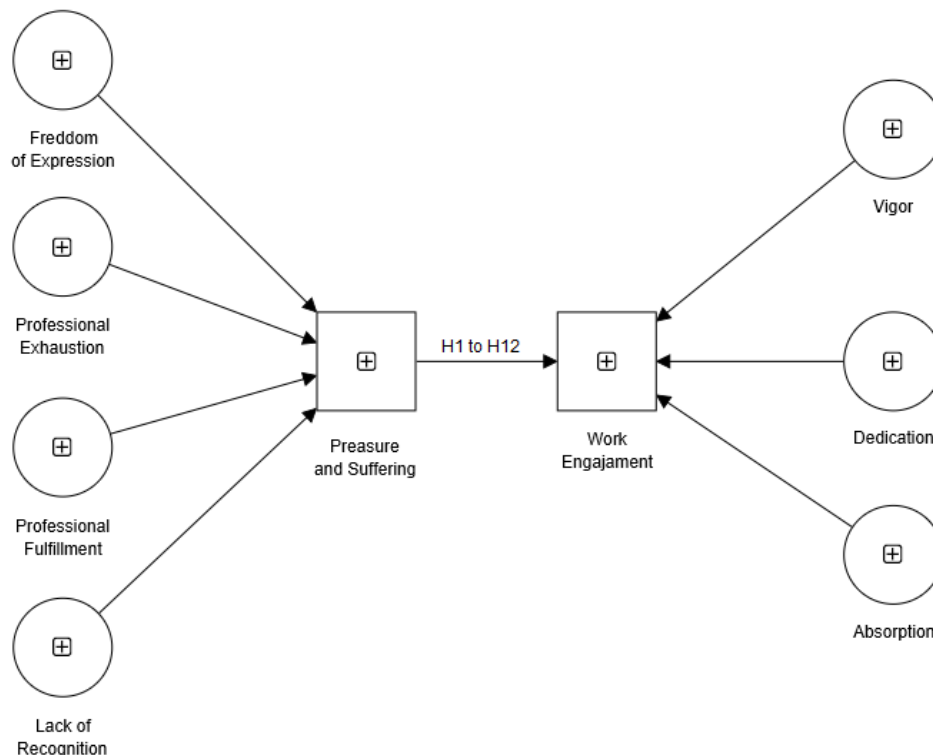 Freddom
of Expression
Professional
Exhaustion
Professional
Fulfillment
Lack of
Recognition
Preasure
and Suffering
H1 to H12
Work
Engajament
Vigor
Dedication
Absorption